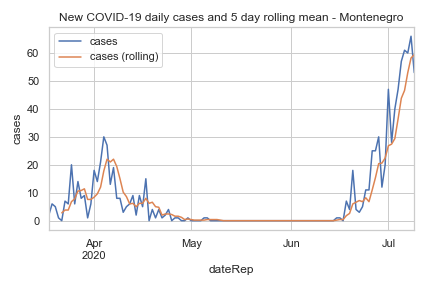 New COVID-19 daily cases and 5 day rolling mean - Montenegro
cases
cases (rolling)
60
50
40
30
20
10
0
cases
Apr
2020
May
Jun
Jul
dateRep